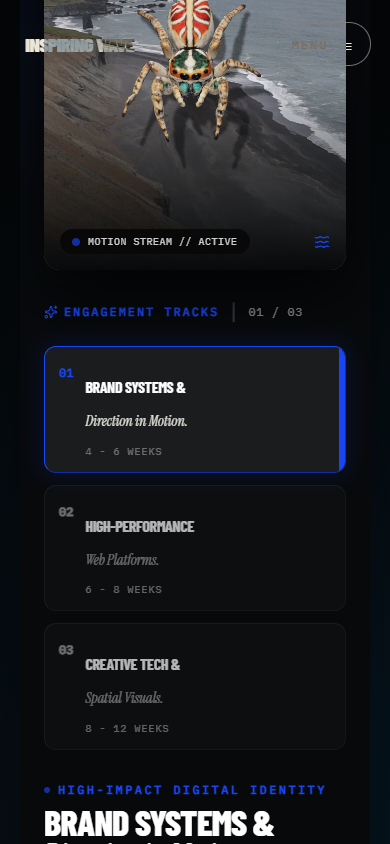 INSPIRING WAVE
MENU
MOTION STREAM // ACTIVE
ENGAGEMENT TRACKS
01 / 03
01
BRAND SYSTEMS &
Direction in Motion.
4 - 6 WEEKS
02
HIGH-PERFORMANCE
Web Platforms.
6 - 8 WEEKS
03
CREATIVE TECH &
Spatial Visuals.
8 - 12 WEEKS
HIGH-IMPACT DIGITAL IDENTITY
BRAND SYSTEMS &